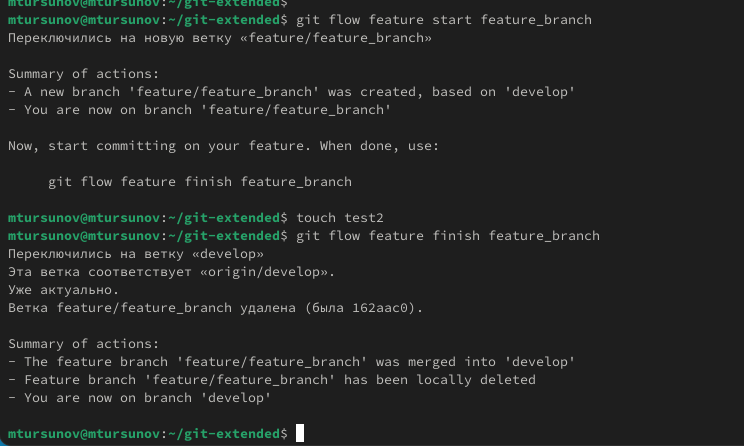 mtursunov@mtursunov:~/git-extended$
mtursunov@mtursunov:~/git-extended$ git flow feature start feature_branch
Переключились на новую ветку «feature/feature_branch»
Summary of actions:
- A new branch 'feature/feature_branch' was created, based on 'develop'
- You are now on branch 'feature/feature_branch'
Now, start committing on your feature. When done, use:
git flow feature finish feature_branch
mtursunov@mtursunov:~/git-extended$ touch test2
mtursunov@mtursunov:~/git-extended$ git flow feature finish feature_branch
Переключились на ветку «develop»
Эта ветка соответствует «origin/develop».
Уже актуально.
Ветка feature/feature_branch удалена (была 162aac0).
Summary of actions:
- The feature branch 'feature/feature_branch' was merged into 'develop'
- Feature branch 'feature/feature_branch' has been locally deleted
- You are now on branch 'develop'
mtursunov@mtursunov:~/git-extended$